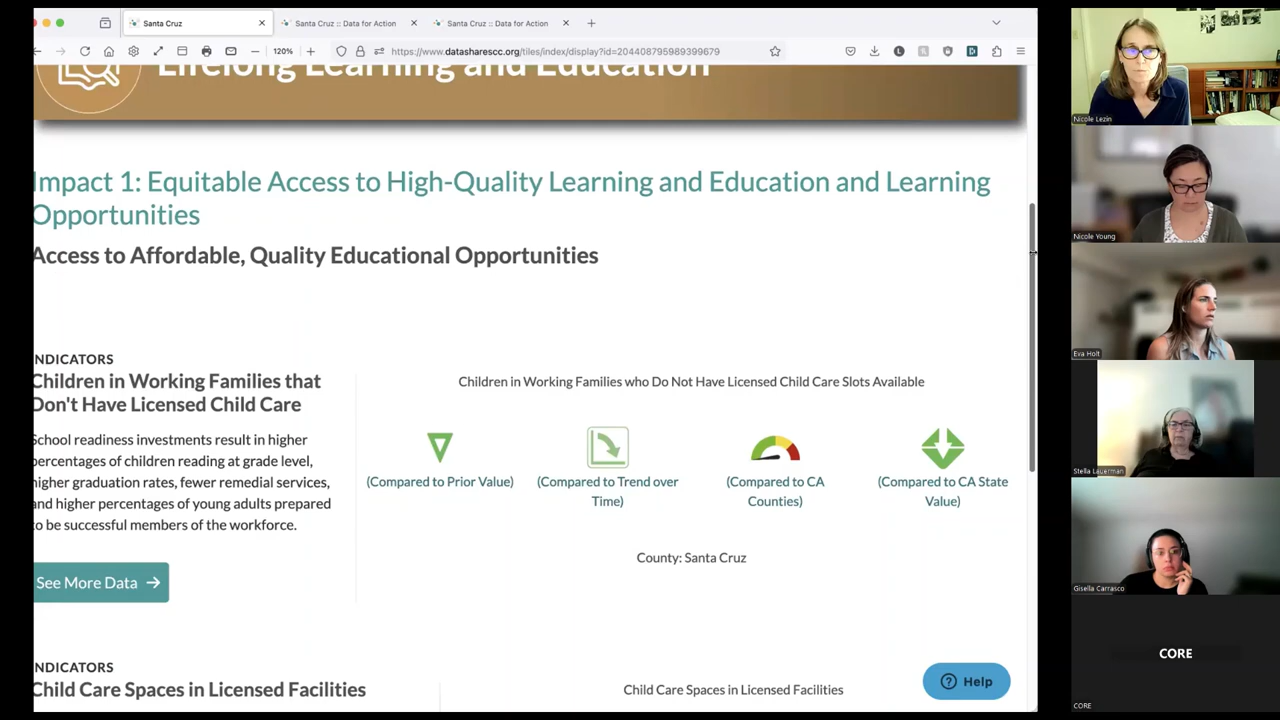 Santa Cruz
Santa Cruz :: Data for Action
Santa Cruz :: Data for Action
120%
https://www.datasharescc.org/tiles/index/display?id=204408795989399679
Lifelong Learning and Education
Impact 1: Equitable Access to High-Quality Learning and Education and Learning
Opportunities
Access to Affordable, Quality Educational Opportunities
INDICATORS
Children in Working Families that
Don't Have Licensed Child Care
School readiness investments result in higher
percentages of children reading at grade level,
higher graduation rates, fewer remedial services,
and higher percentages of young adults prepared
to be successful members of the workforce.
See More Data
Children in Working Families who Do Not Have Licensed Child Care Slots Available
(Compared to Prior Value)
(Compared to Trend over
Time)
(Compared to CA
Counties)
(Compared to CA State
Value)
County: Santa Cruz
INDICATORS
Child Care Spaces in Licensed Facilities
Child Care Spaces in Licensed Facilities
Help
Nicole Lezin
Nicole Young
Eva Holt
Stella Lauerman
Gisella Carrasco
CORE
CORE